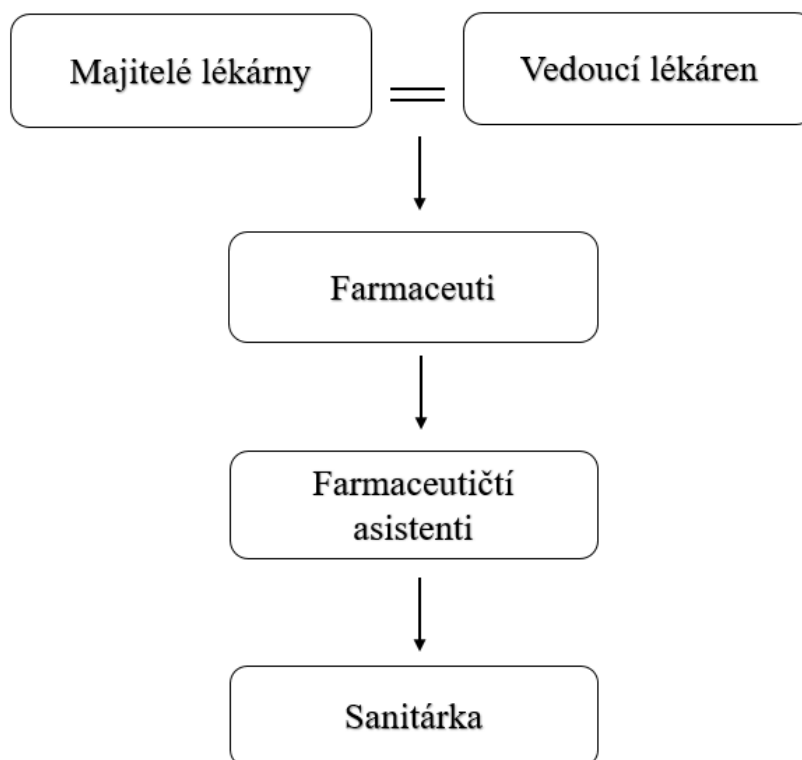 Majitelé lékárny
Vedoucí lékáren
Farmaceuti
Farmaceutičtí
asistenti
Sanitárka